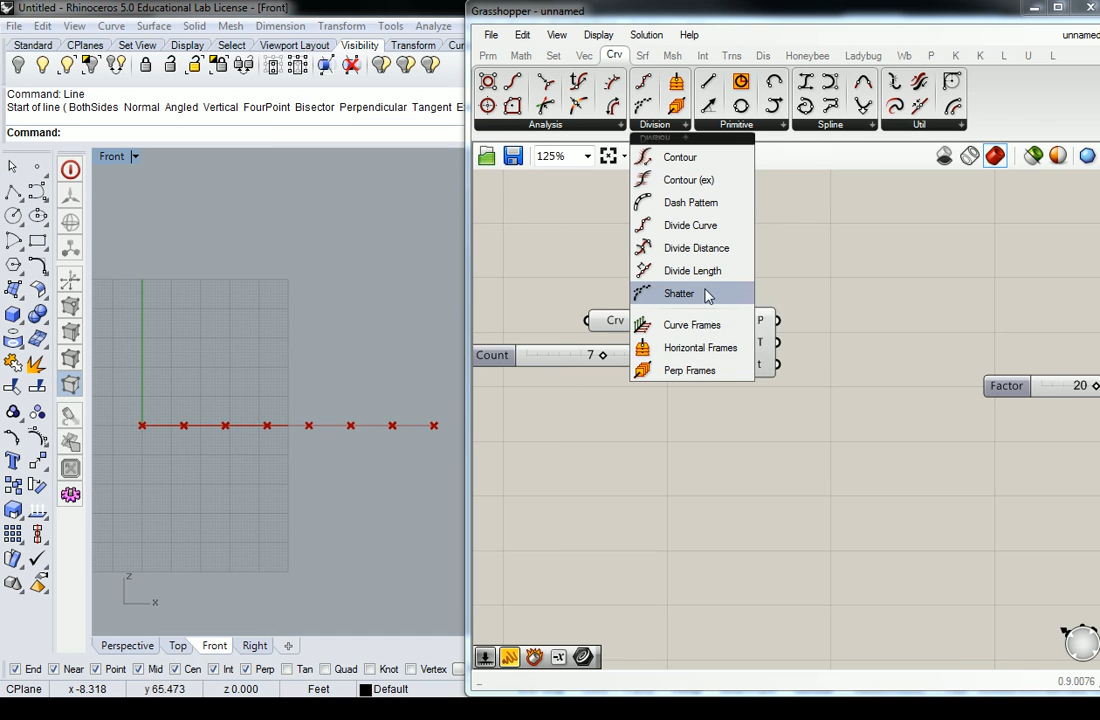 Untitled - Rhinoceros 5.0 Educational Lab License - [Front]
File Edit View Curve Surface Solid Mesh Dimension Transform Tools Analyze
Standard CPlanes Set View Display Select Viewport Layout Visibility Transform
Command: Line
Start of line ( BothSides Normal Angled Vertical FourPoint Bisector Perpendicular Tangent
Command:
Front
z
x
Perspective Top Front Right
End Near Point Mid Cen Int Perp Tan Quad Knot Vertex
CPlane x -8.318 y 65.473 z 0.000 Feet Default
Grasshopper - unnamed
File Edit View Display Solution Help unnamed
Prm Math Set Vec Crv Srf Msh Int Trns Dis Honeybee Ladybug Wb P K K L U L
Analysis Division Primitive Spline Util
125%
Division
Contour
Contour (ex)
Dash Pattern
Divide Curve
Divide Distance
Divide Length
Shatter
Curve Frames
Horizontal Frames
Perp Frames
Crv P
Count 7 T
t
Factor 20
0.9.0076